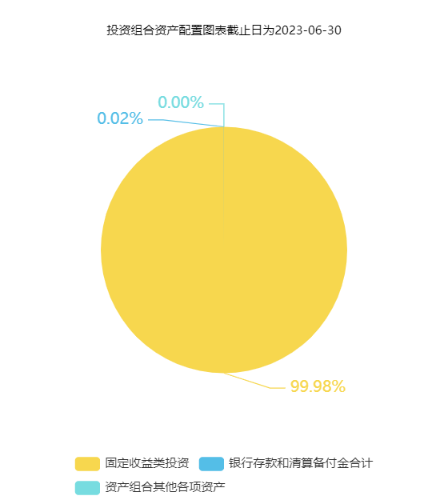 投资组合资产配置图表截止日为2023-06-30
0.00%
0.02%
99.98%
固定收益类投资 银行存款和清算备付金合计
资产组合其他各项资产